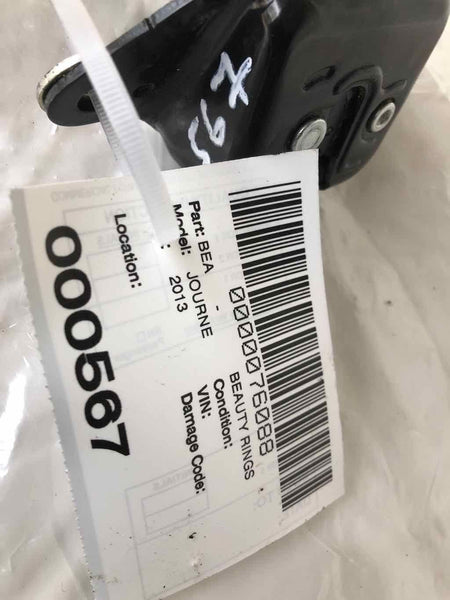 0000076088
Part: BEA - BEAUTY RINGS
Model: JOURNE Condition:
: 2013 VIN:
Damage Code:
Location:
000567